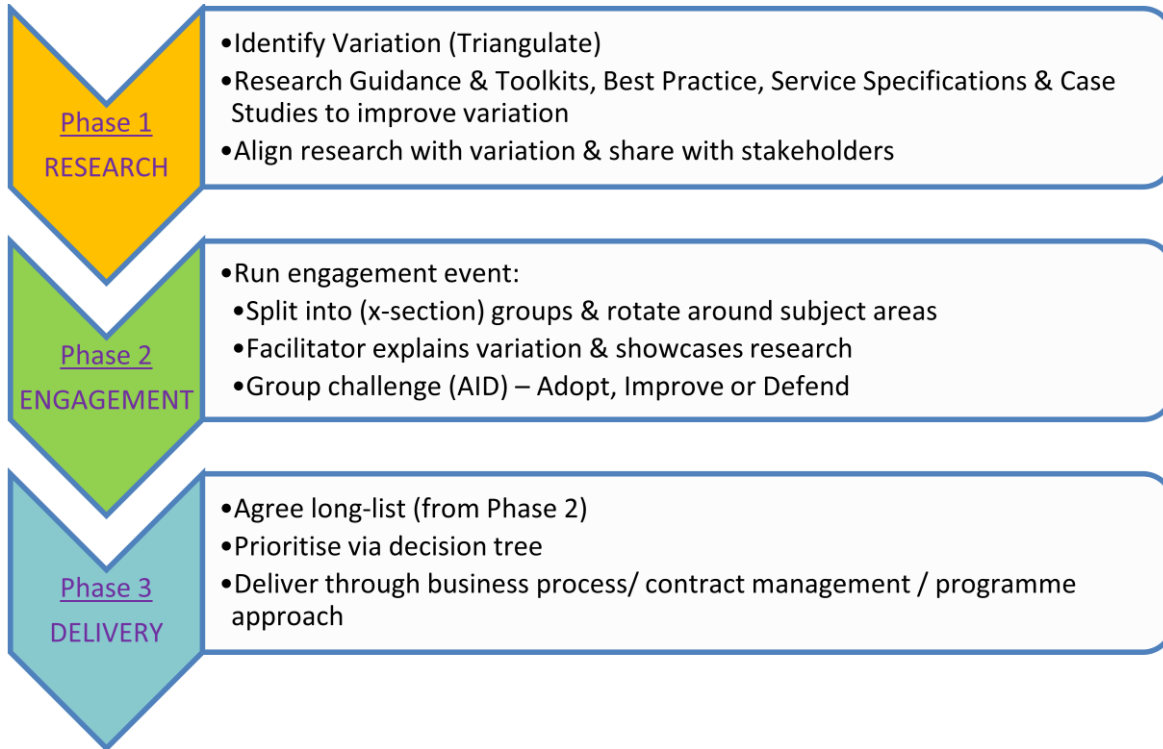 Phase 1
RESEARCH
•Identify Variation (Triangulate)
•Research Guidance & Toolkits, Best Practice, Service Specifications & Case
Studies to improve variation
•Align research with variation & share with stakeholders
Phase 2
ENGAGEMENT
•Run engagement event:
•Split into (x-section) groups & rotate around subject areas
•Facilitator explains variation & showcases research
•Group challenge (AID) – Adopt, Improve or Defend
Phase 3
DELIVERY
•Agree long-list (from Phase 2)
•Prioritise via decision tree
•Deliver through business process/ contract management / programme
approach